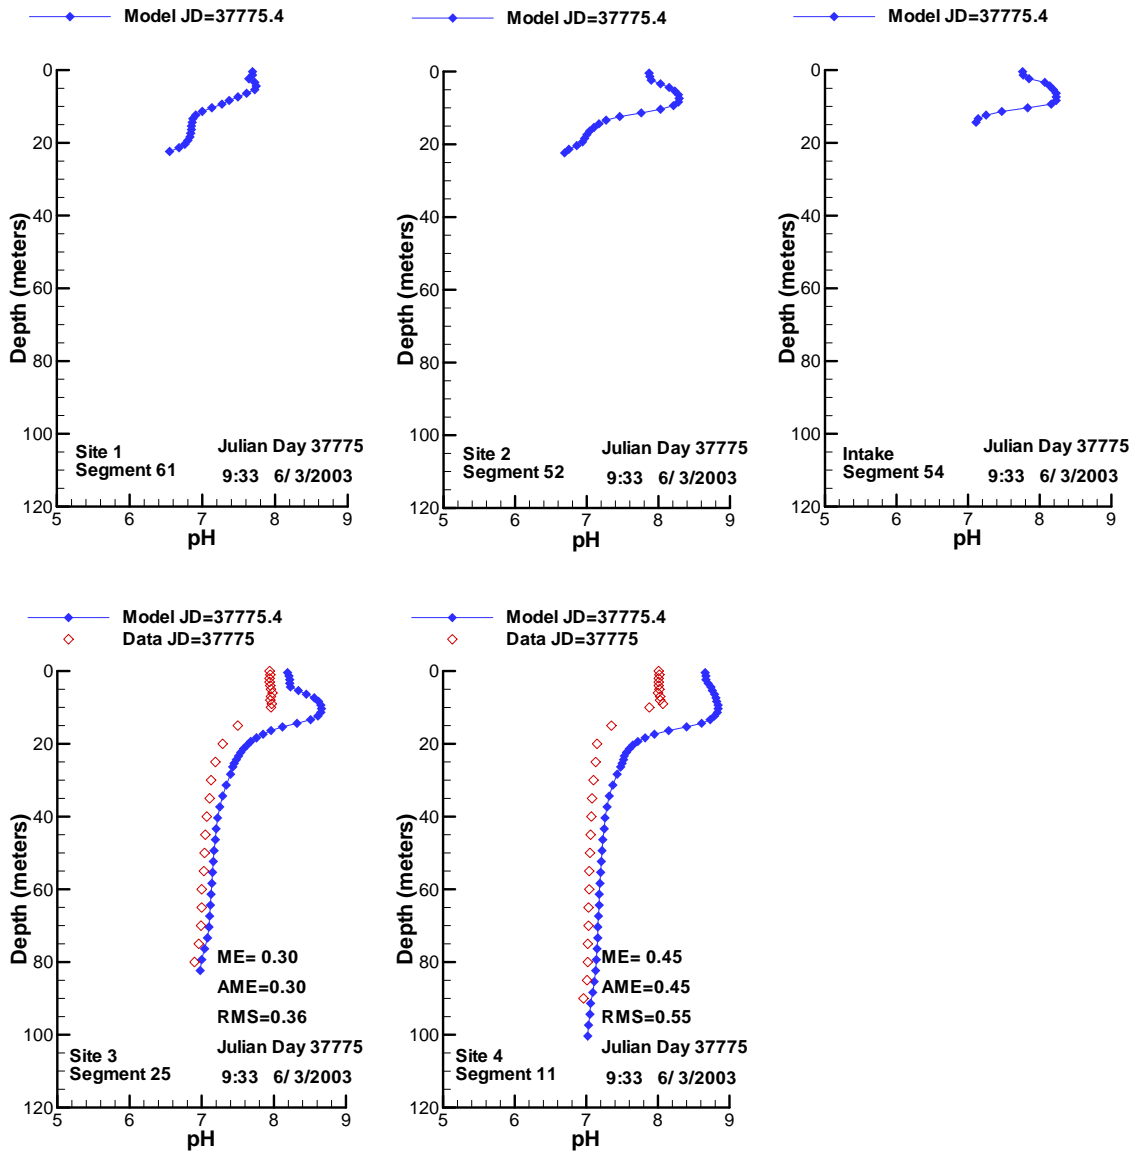 Model JD=37775.4
0
20
40
60
80
100
120
Depth (meters)
Site 1
Segment 61
Julian Day 37775
9:33 6/ 3/2003
5 6 7 8 9
pH
Model JD=37775.4
0
20
40
60
80
100
120
Depth (meters)
Site 2
Segment 52
Julian Day 37775
9:33 6/ 3/2003
5 6 7 8 9
pH
Model JD=37775.4
0
20
40
60
80
100
120
Depth (meters)
Intake
Segment 54
Julian Day 37775
9:33 6/ 3/2003
5 6 7 8 9
pH
Model JD=37775.4
Data JD=37775
0
20
40
60
80
100
120
Depth (meters)
ME= 0.30
AME=0.30
RMS=0.36
Site 3
Segment 25
Julian Day 37775
9:33 6/ 3/2003
5 6 7 8 9
pH
Model JD=37775.4
Data JD=37775
0
20
40
60
80
100
120
Depth (meters)
ME= 0.45
AME=0.45
RMS=0.55
Site 4
Segment 11
Julian Day 37775
9:33 6/ 3/2003
5 6 7 8 9
pH